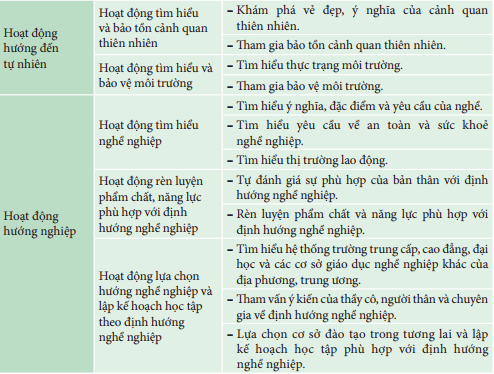 Hoạt động
hướng đến
tự nhiên
Hoạt động tìm hiểu
và bảo tồn cảnh quan
thiên nhiên
– Khám phá vẻ đẹp, ý nghĩa của cảnh quan
thiên nhiên.
– Tham gia bảo tồn cảnh quan thiên nhiên.
Hoạt động tìm hiểu và
bảo vệ môi trường
– Tìm hiểu thực trạng môi trường.
– Tham gia bảo vệ môi trường.
Hoạt động
hướng nghiệp
Hoạt động tìm hiểu
nghề nghiệp
– Tìm hiểu ý nghĩa, đặc điểm và yêu cầu của nghề.
– Tìm hiểu yêu cầu về an toàn và sức khoẻ
nghề nghiệp.
– Tìm hiểu thị trường lao động.
Hoạt động rèn luyện
phẩm chất, năng lực
phù hợp với định
hướng nghề nghiệp
– Tự đánh giá sự phù hợp của bản thân với định
hướng nghề nghiệp.
– Rèn luyện phẩm chất và năng lực phù hợp với
định hướng nghề nghiệp.
Hoạt động lựa chọn
hướng nghề nghiệp và
lập kế hoạch học tập
theo định hướng
nghề nghiệp
– Tìm hiểu hệ thống trường trung cấp, cao đẳng, đại
học và các cơ sở giáo dục nghề nghiệp khác của
địa phương, trung ương.
– Tham vấn ý kiến của thầy cô, người thân và chuyên
gia về định hướng nghề nghiệp.
– Lựa chọn cơ sở đào tạo trong tương lai và lập
kế hoạch học tập phù hợp với định hướng
nghề nghiệp.